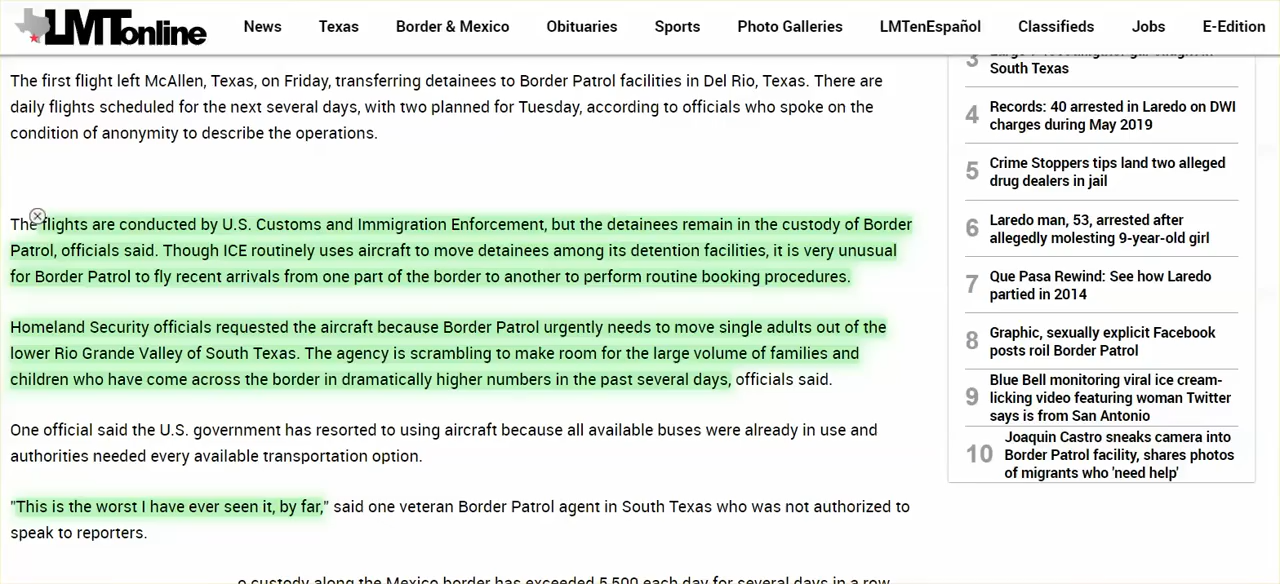 LMTonline News Texas Border & Mexico Obituaries Sports Photo Galleries LMTenEspañol Classifieds Jobs E-Edition
The first flight left McAllen, Texas, on Friday, transferring detainees to Border Patrol facilities in Del Rio, Texas. There are
daily flights scheduled for the next several days, with two planned for Tuesday, according to officials who spoke on the
condition of anonymity to describe the operations.
The flights are conducted by U.S. Customs and Immigration Enforcement, but the detainees remain in the custody of Border
Patrol, officials said. Though ICE routinely uses aircraft to move detainees among its detention facilities, it is very unusual
for Border Patrol to fly recent arrivals from one part of the border to another to perform routine booking procedures.
Homeland Security officials requested the aircraft because Border Patrol urgently needs to move single adults out of the
lower Rio Grande Valley of South Texas. The agency is scrambling to make room for the large volume of families and
children who have come across the border in dramatically higher numbers in the past several days, officials said.
One official said the U.S. government has resorted to using aircraft because all available buses were already in use and
authorities needed every available transportation option.
"This is the worst I have ever seen it, by far," said one veteran Border Patrol agent in South Texas who was not authorized to
speak to reporters.
o custody along the Mexico border has exceeded 5,500 each day for several days in a row
3
South Texas
4 Records: 40 arrested in Laredo on DWI
charges during May 2019
5 Crime Stoppers tips land two alleged
drug dealers in jail
6 Laredo man, 53, arrested after
allegedly molesting 9-year-old girl
7 Que Pasa Rewind: See how Laredo
partied in 2014
8 Graphic, sexually explicit Facebook
posts roil Border Patrol
9 Blue Bell monitoring viral ice cream-
licking video featuring woman Twitter
says is from San Antonio
10 Joaquin Castro sneaks camera into
Border Patrol facility, shares photos
of migrants who 'need help'